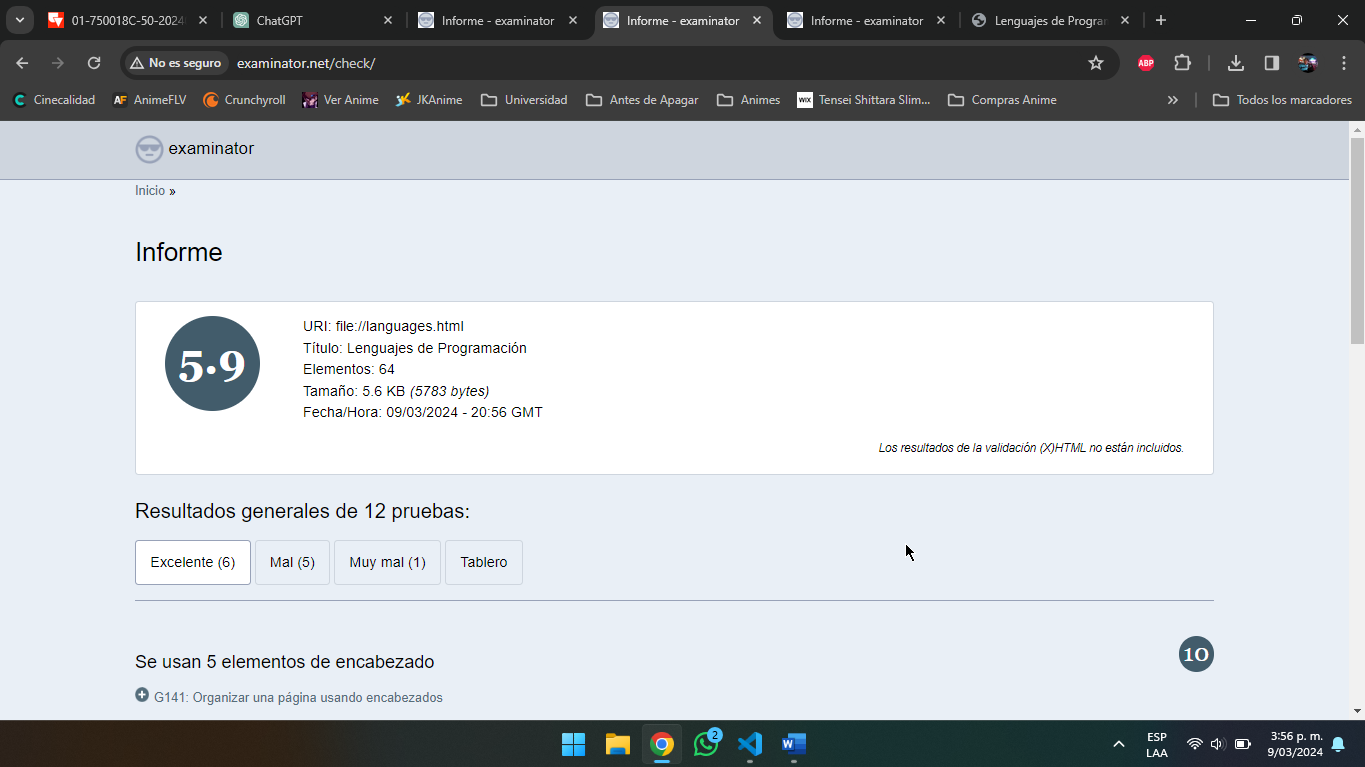 01-750018C-50-2024
ChatGPT
Informe - examinator
Informe - examinator
Informe - examinator
Lenguajes de Program
No es seguro
examinator.net/check/
ABP
Cinecalidad
AnimeFLV
Crunchyroll
Ver Anime
JKAnime
Universidad
Antes de Apagar
Animes
WIX
Tensei Shittara Slim...
Compras Anime
»
Todos los marcadores
examinator
Inicio »
Informe
5.9
URI: file://languages.html
Título: Lenguajes de Programación
Elementos: 64
Tamaño: 5.6 KB (5783 bytes)
Fecha/Hora: 09/03/2024 - 20:56 GMT
Los resultados de la validación (X)HTML no están incluidos.
Resultados generales de 12 pruebas:
Excelente (6)
Mal (5)
Muy mal (1)
Tablero
Se usan 5 elementos de encabezado
10
G141: Organizar una página usando encabezados
2
ESP
LAA
3:56 p. m.
9/03/2024